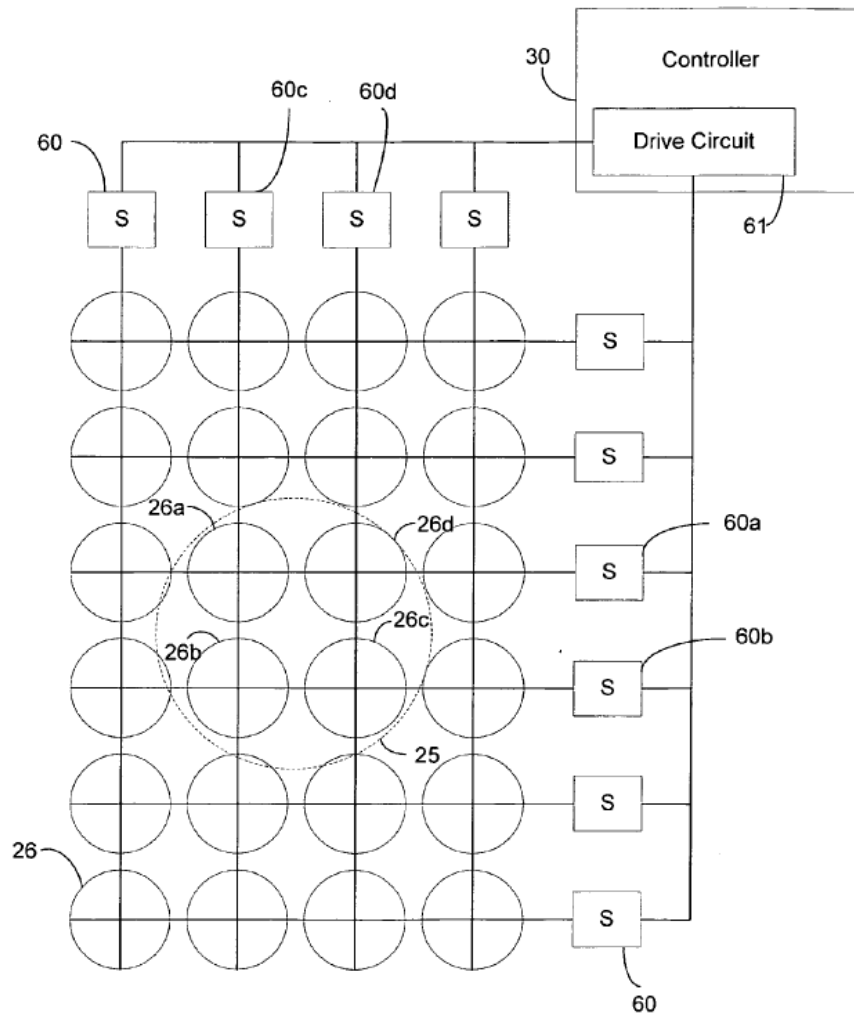 30
Controller
60c
60d
60
Drive Circuit
S
S
S
S
61
S
S
26a
26d
60a
S
26c
26b
60b
S
25
S
26
S
60